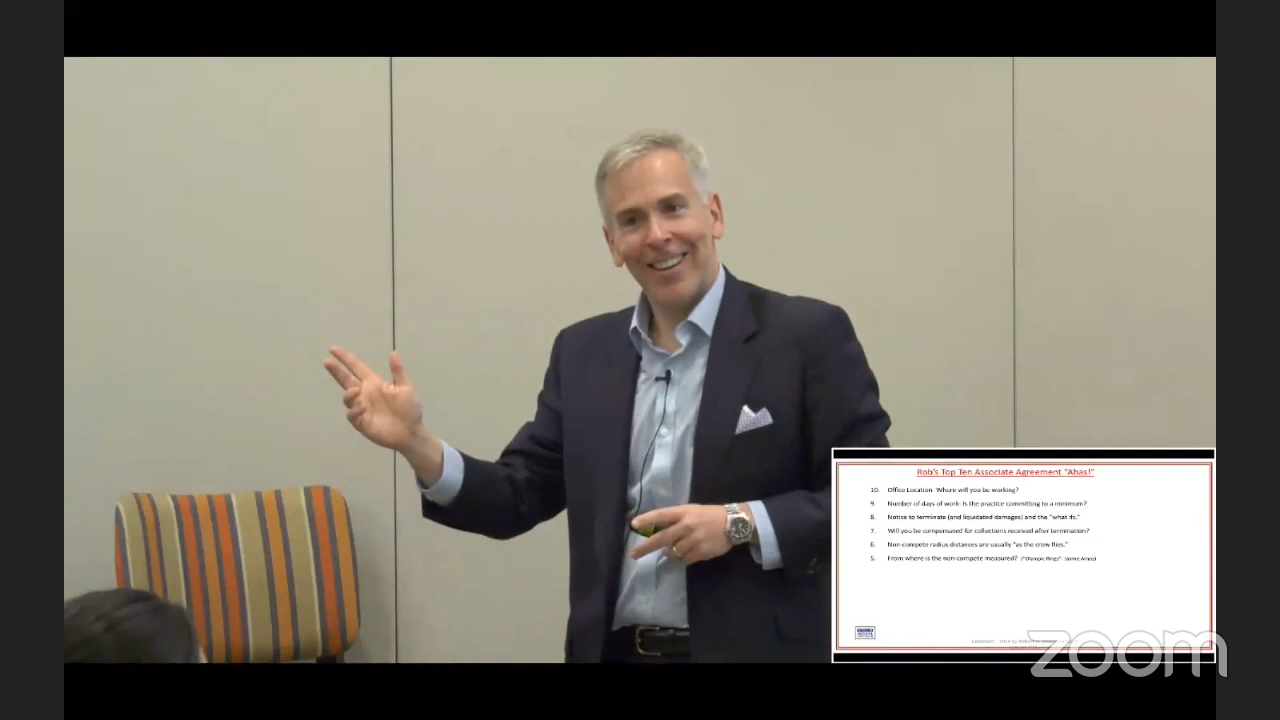 Rob's Top Ten Associate Agreement "Ahas!"
10. Office Location- Where will you be working?
9. Number of days of work- Is the practice committing to a minimum?
8. Notice to terminate (and liquidated damages) and the "what ifs."
7. Will you be compensated for collections received after termination?
6. Non-compete radius distances are usually "as the crow flies."
5. From where is the non-compete measured? ("Olympic Rings"-
zoom